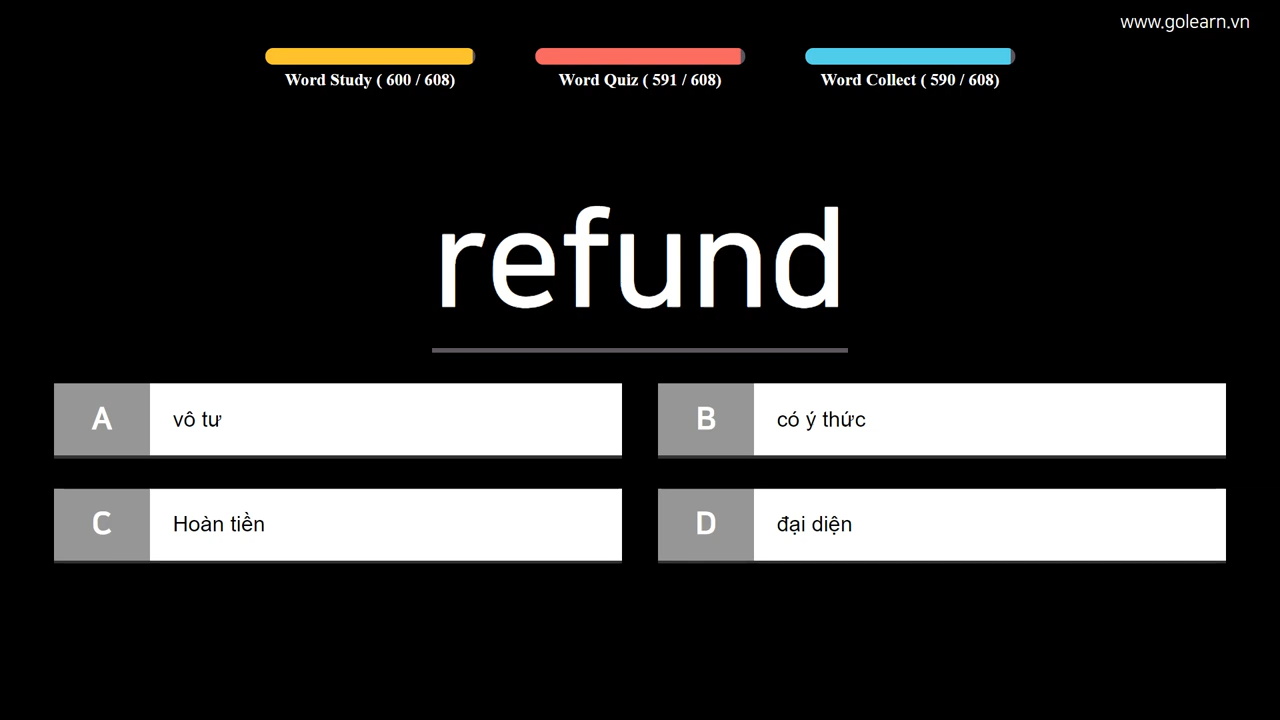 www.golearn.vn
Word Study ( 600 / 608)
Word Quiz ( 591 / 608)
Word Collect ( 590 / 608)
refund
A vô tư
B có ý thức
C Hoàn tiền
D đại diện